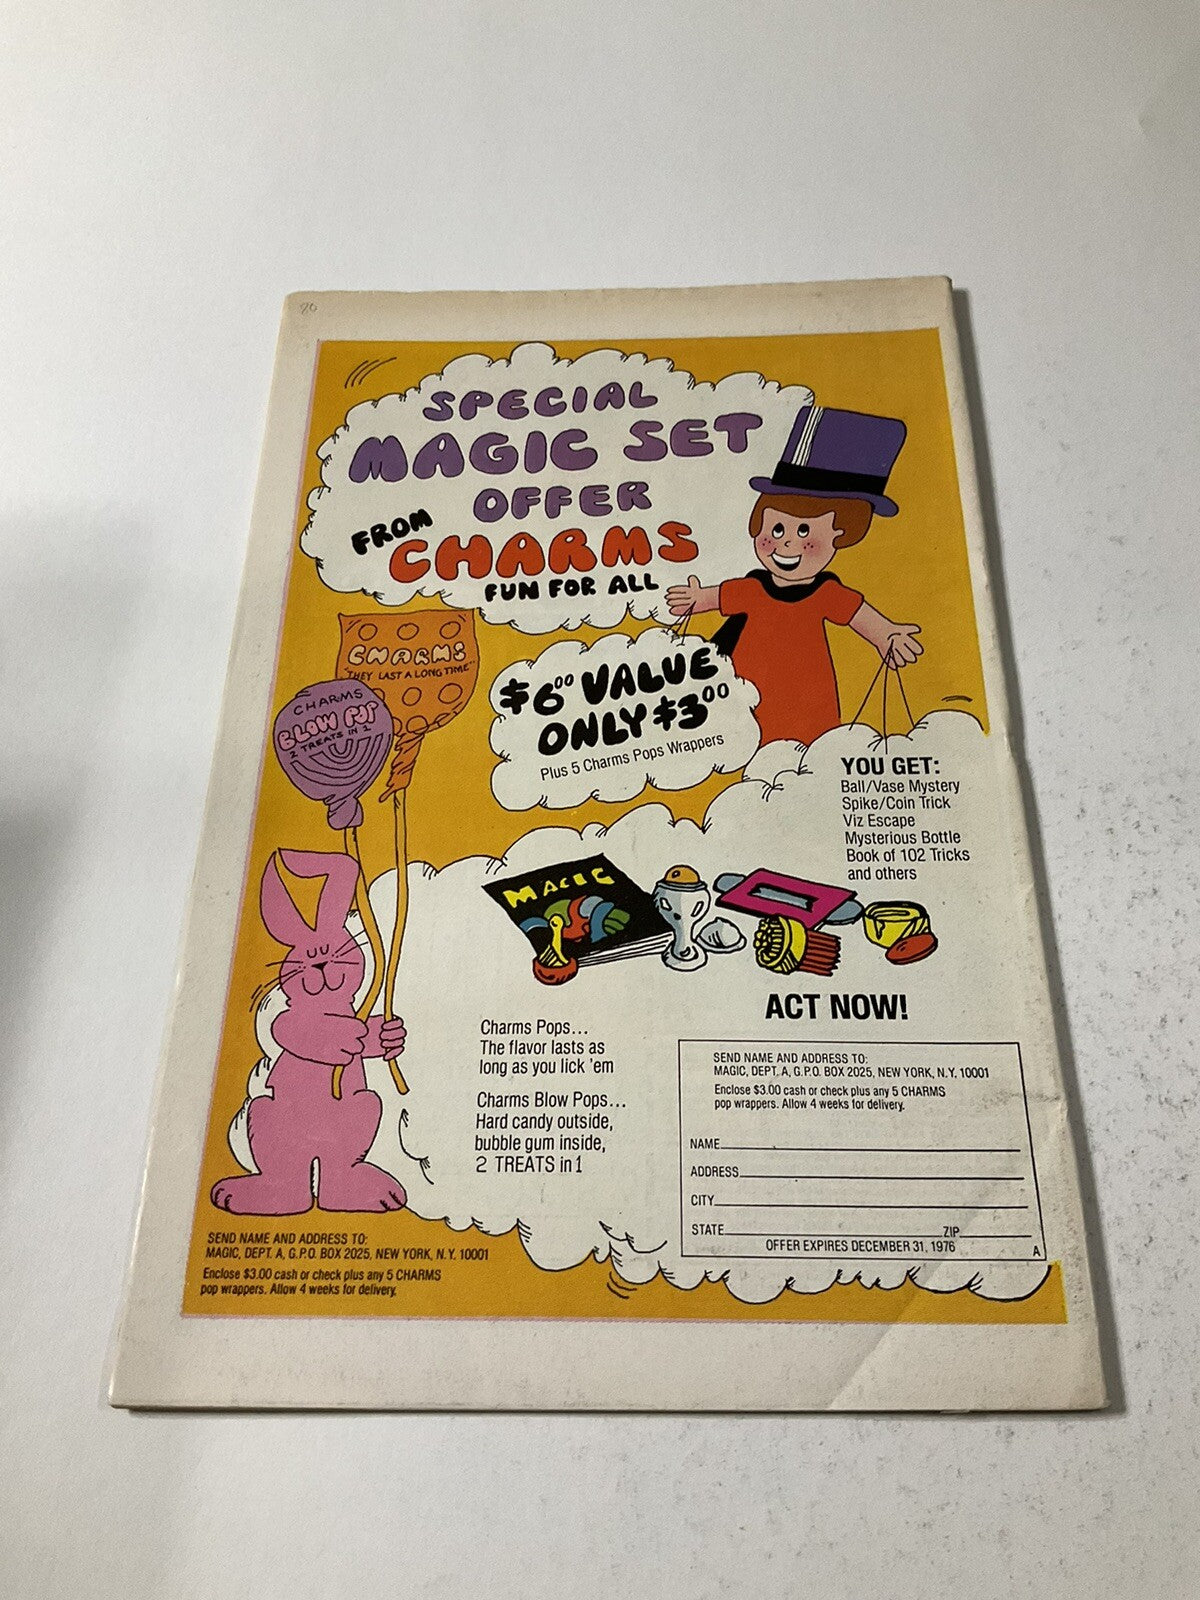 20
SPECIAL
MAGIC SET
OFFER
FROM
CHARMS
FUN FOR ALL
$6.00 VALUE
ONLY $3.00
Plus 5 Charms Pops Wrappers
CHARMS
"THEY LAST A LONG TIME"
CHARMS
BLOW POP
2 TREATS IN 1
YOU GET:
Ball/Vase Mystery
Spike/Coin Trick
Viz Escape
Mysterious Bottle
Book of 102 Tricks
and others
MAGIC
ACT NOW!
Charms Pops...
The flavor lasts as
long as you lick 'em
Charms Blow Pops...
Hard candy outside,
bubble gum inside,
2 TREATS in 1
SEND NAME AND ADDRESS TO:
MAGIC, DEPT. A, G.P.O. BOX 2025, NEW YORK, N.Y. 10001
Enclose $3.00 cash or check plus any 5 CHARMS
pop wrappers. Allow 4 weeks for delivery.
NAME
ADDRESS
CITY
STATE ZIP
OFFER EXPIRES DECEMBER 31, 1976 A
SEND NAME AND ADDRESS TO:
MAGIC, DEPT. A, G.P.O. BOX 2025, NEW YORK, N.Y. 10001
Enclose $3.00 cash or check plus any 5 CHARMS
pop wrappers. Allow 4 weeks for delivery.